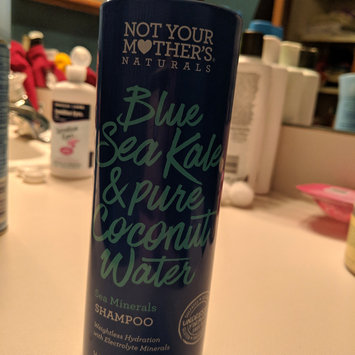 NOT YOUR
MOTHER'S
NATURALS
Blue
Sea Kale
& pure
Coconut
Water
Sea Minerals
SHAMPOO
Weightless Hydration
with Electrolyte Minerals